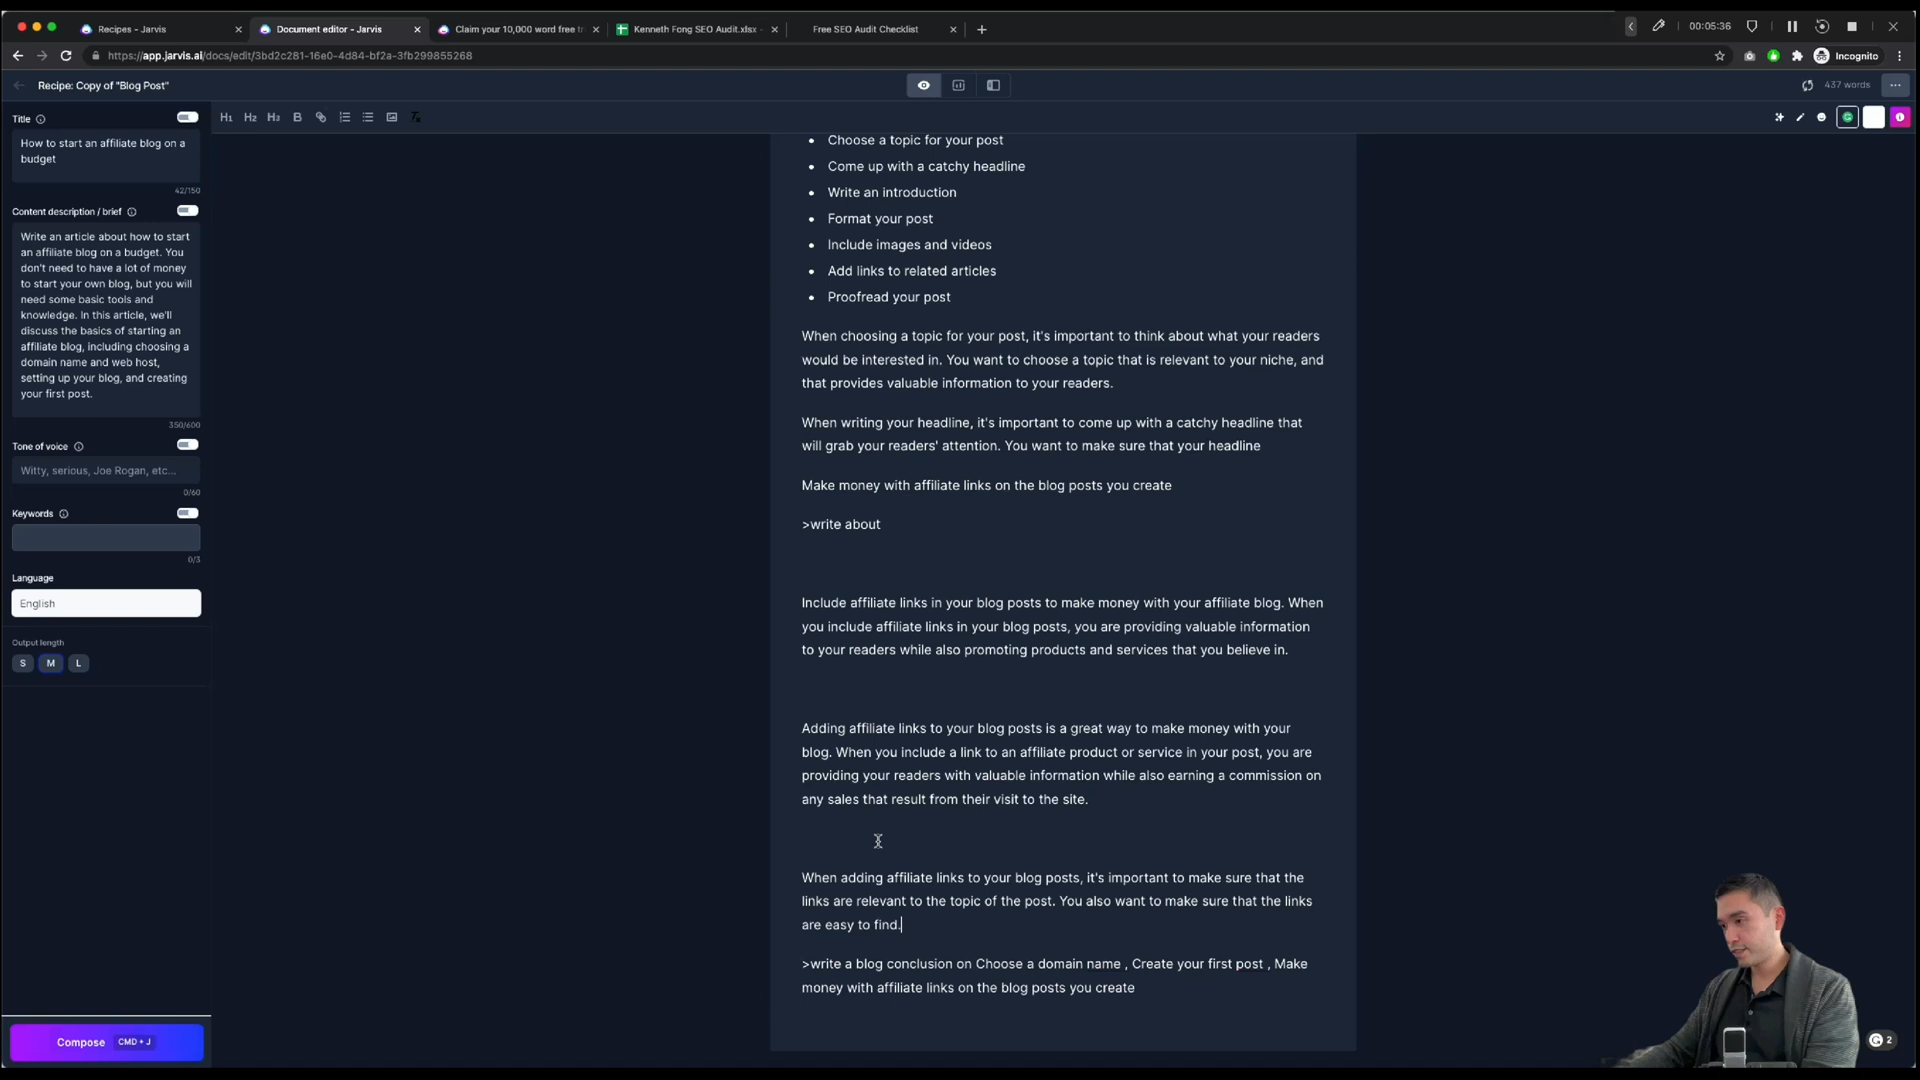 Recipes - Jarvis
Document editor - Jarvis
Claim your 10,000 word free tr
Kenneth Fong SEO Audit.xlsx -
Free SEO Audit Checklist
00:05:36
https://app.jarvis.ai/docs/edit/3bd2c281-16e0-4d84-bf2a-3fb299855268
Incognito
Recipe: Copy of "Blog Post"
437 words
Title
H1 H2 H3 B
How to start an affiliate blog on a
budget
42/150
Content description / brief
Write an article about how to start
an affiliate blog on a budget. You
don't need to have a lot of money
to start your own blog, but you will
need some basic tools and
knowledge. In this article, we'll
discuss the basics of starting an
affiliate blog, including choosing a
domain name and web host,
setting up your blog, and creating
your first post.
350/600
Tone of voice
Witty, serious, Joe Rogan, etc...
0/60
Keywords
0/3
Language
English
Output length
S M L
Compose CMD + J
• Choose a topic for your post
• Come up with a catchy headline
• Write an introduction
• Format your post
• Include images and videos
• Add links to related articles
• Proofread your post
When choosing a topic for your post, it's important to think about what your readers
would be interested in. You want to choose a topic that is relevant to your niche, and
that provides valuable information to your readers.
When writing your headline, it's important to come up with a catchy headline that
will grab your readers' attention. You want to make sure that your headline
Make money with affiliate links on the blog posts you create
>write about
Include affiliate links in your blog posts to make money with your affiliate blog. When
you include affiliate links in your blog posts, you are providing valuable information
to your readers while also promoting products and services that you believe in.
Adding affiliate links to your blog posts is a great way to make money with your
blog. When you include a link to an affiliate product or service in your post, you are
providing your readers with valuable information while also earning a commission on
any sales that result from their visit to the site.
When adding affiliate links to your blog posts, it's important to make sure that the
links are relevant to the topic of the post. You also want to make sure that the links
are easy to find.
>write a blog conclusion on Choose a domain name , Create your first post , Make
money with affiliate links on the blog posts you create
2